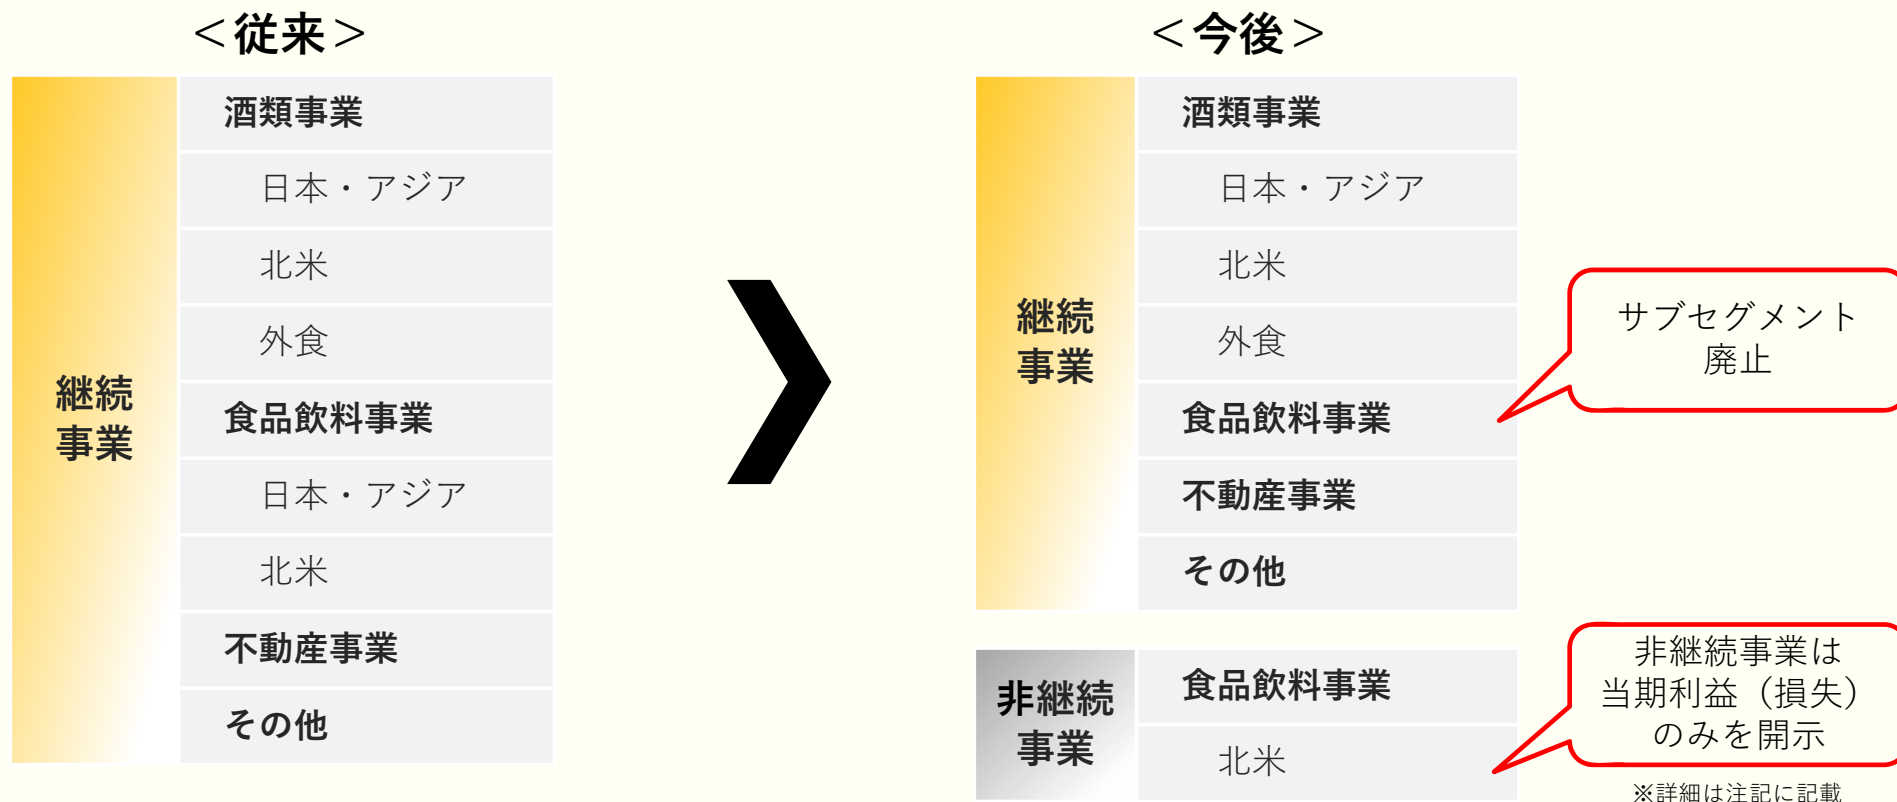 ＜従来＞
継続
事業
酒類事業
日本・アジア
北米
外食
食品飲料事業
日本・アジア
北米
不動産事業
その他
＜今後＞
継続
事業
酒類事業
日本・アジア
北米
外食
食品飲料事業
不動産事業
その他
サブセグメント
廃止
非継続
事業
食品飲料事業
北米
非継続事業は
当期利益（損失）
のみを開示
※詳細は注記に記載